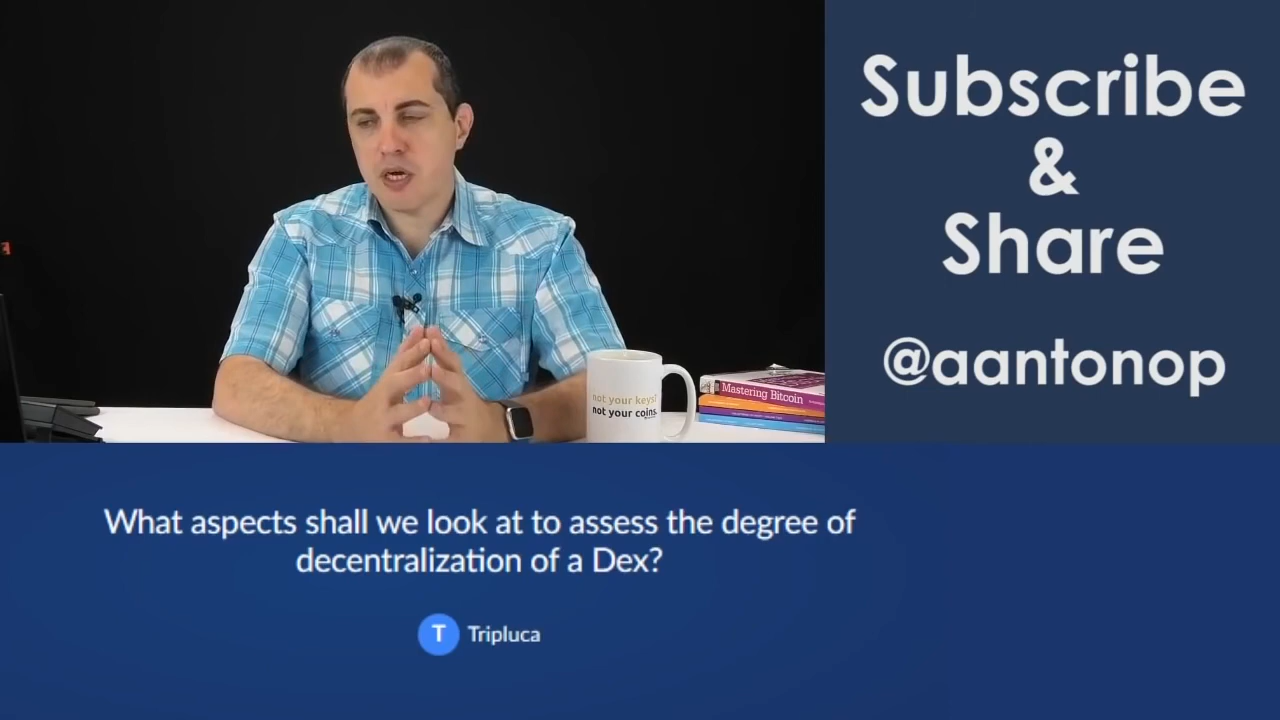 Subscribe
&
Share
@aantonop
not your keys?
not your coins.
Mastering Bitcoin
What aspects shall we look at to assess the degree of
decentralization of a Dex?
T Tripluca